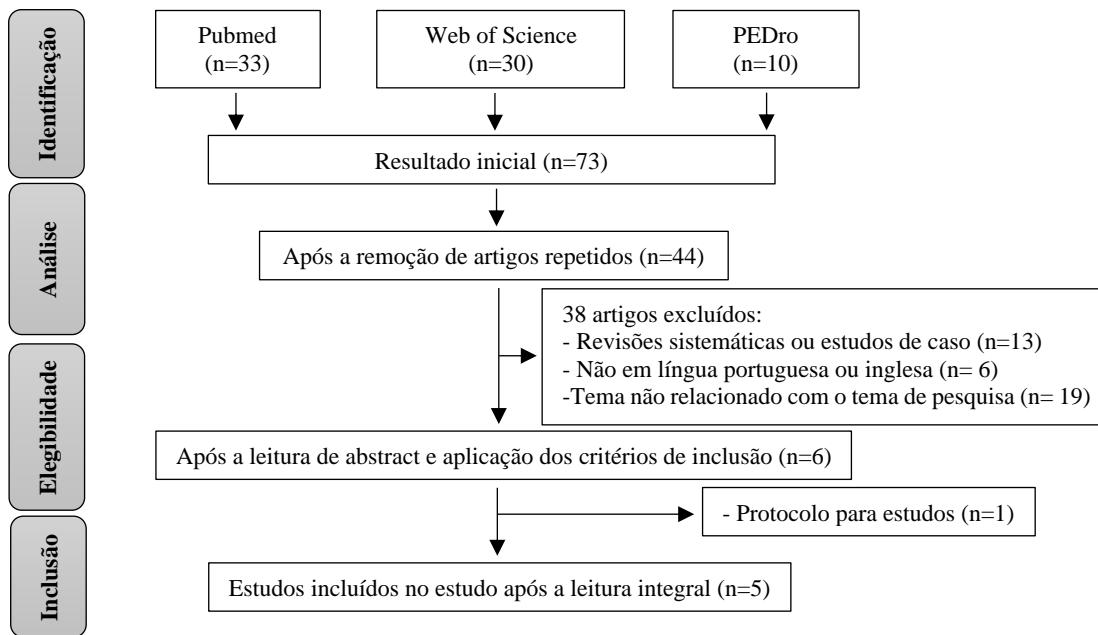 Identificação
Pubmed
(n=33)
Web of Science
(n=30)
PEDro
(n=10)
Resultado inicial (n=73)
Análise
Após a remoção de artigos repetidos (n=44)
38 artigos excluídos:
- Revisões sistemáticas ou estudos de caso (n=13)
- Não em língua portuguesa ou inglesa (n= 6)
-Tema não relacionado com o tema de pesquisa (n= 19)
Elegibilidade
Após a leitura de abstract e aplicação dos critérios de inclusão (n=6)
- Protocolo para estudos (n=1)
Inclusão
Estudos incluídos no estudo após a leitura integral (n=5)